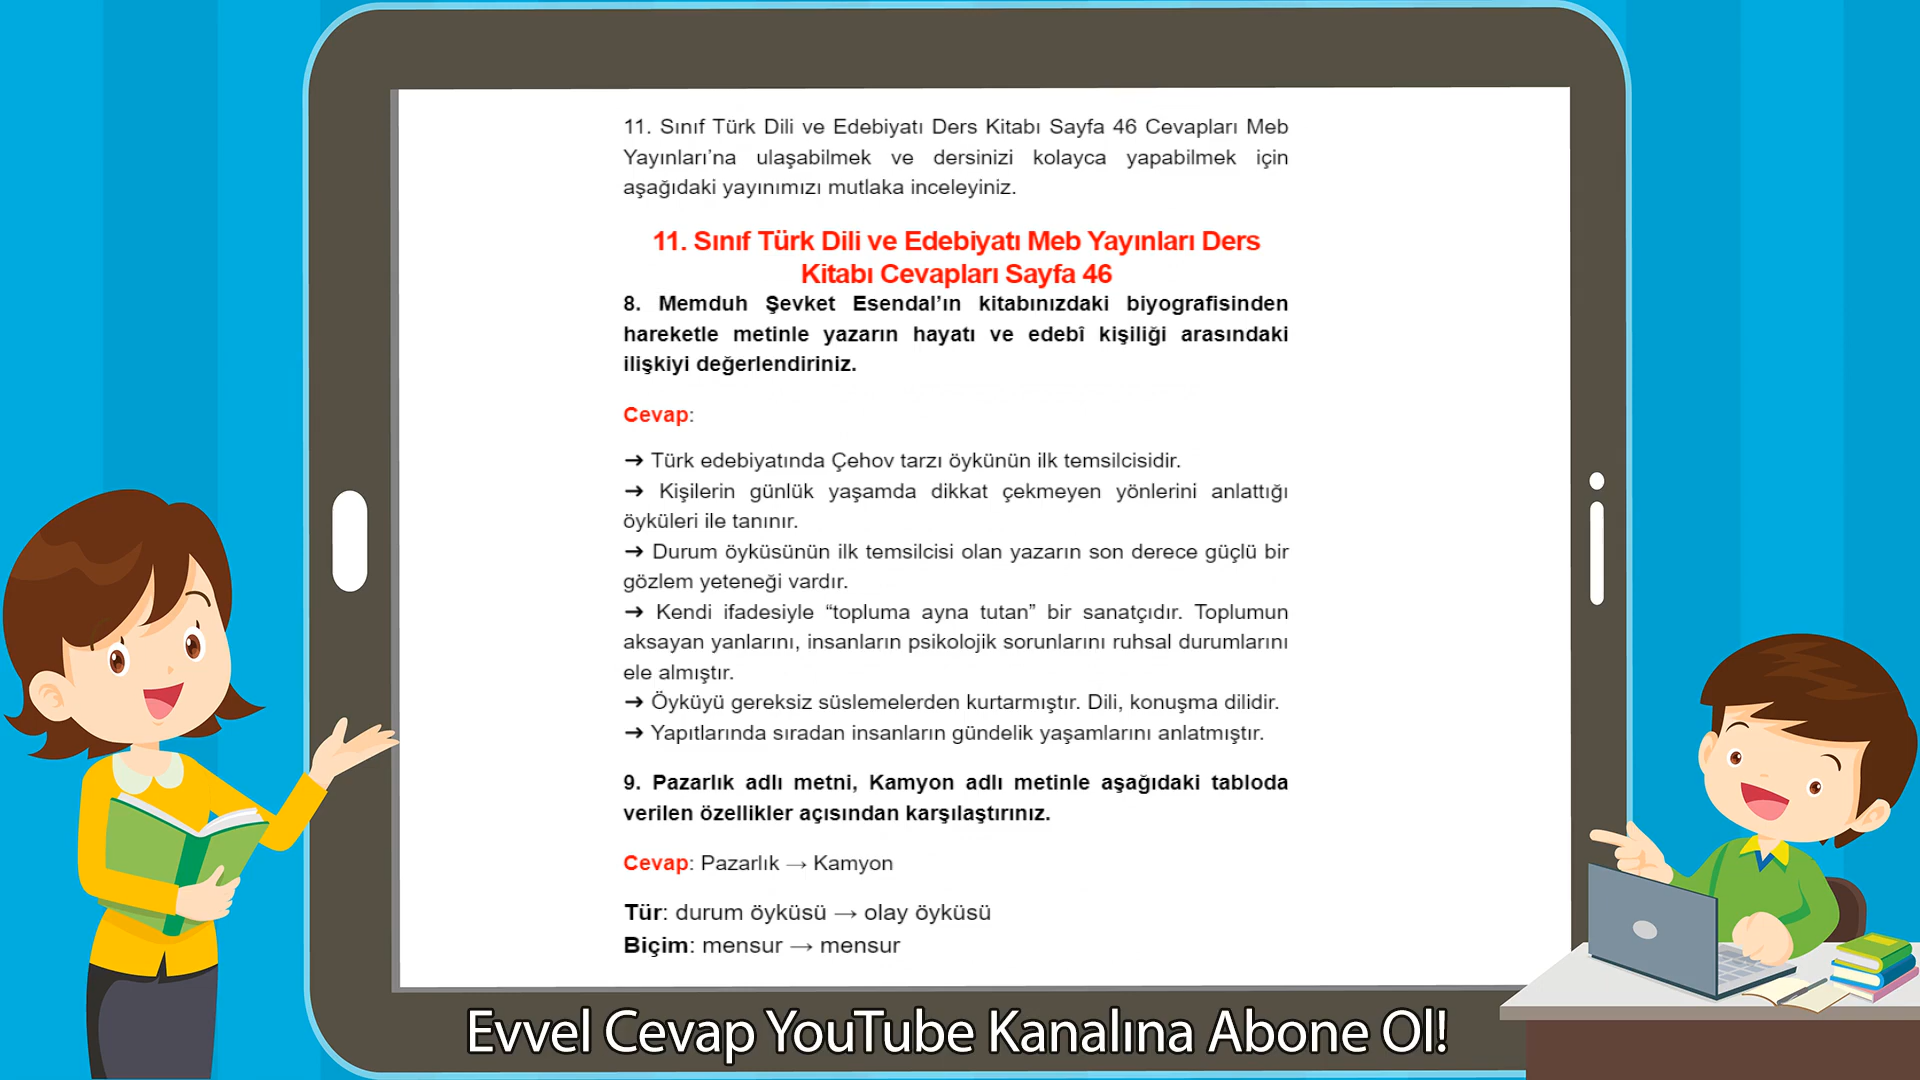 11. Sınıf Türk Dili ve Edebiyatı Ders Kitabı Sayfa 46 Cevapları Meb
Yayınları’na ulaşabilmek ve dersinizi kolayca yapabilmek için
aşağıdaki yayınımızı mutlaka inceleyiniz.
11. Sınıf Türk Dili ve Edebiyatı Meb Yayınları Ders
Kitabı Cevapları Sayfa 46
8. Memduh Şevket Esendal’ın kitabınızdaki biyografisinden
hareketle metinle yazarın hayatı ve edebî kişiliği arasındaki
ilişkiyi değerlendiriniz.
Cevap:
➔ Türk edebiyatında Çehov tarzı öykünün ilk temsilcisidir.
➔ Kişilerin günlük yaşamda dikkat çekmeyen yönlerini anlattığı
öyküleri ile tanınır.
➔ Durum öyküsünün ilk temsilcisi olan yazarın son derece güçlü bir
gözlem yeteneği vardır.
➔ Kendi ifadesiyle “topluma ayna tutan” bir sanatçıdır. Toplumun
aksayan yanlarını, insanların psikolojik sorunlarını ruhsal durumlarını
ele almıştır.
➔ Öyküyü gereksiz süslemelerden kurtarmıştır. Dili, konuşma dilidir.
➔ Yapıtlarında sıradan insanların gündelik yaşamlarını anlatmıştır.
9. Pazarlık adlı metni, Kamyon adlı metinle aşağıdaki tabloda
verilen özellikler açısından karşılaştırınız.
Cevap: Pazarlık → Kamyon
Tür: durum öyküsü → olay öyküsü
Biçim: mensur → mensur
Evvel Cevap YouTube Kanalına Abone Ol!